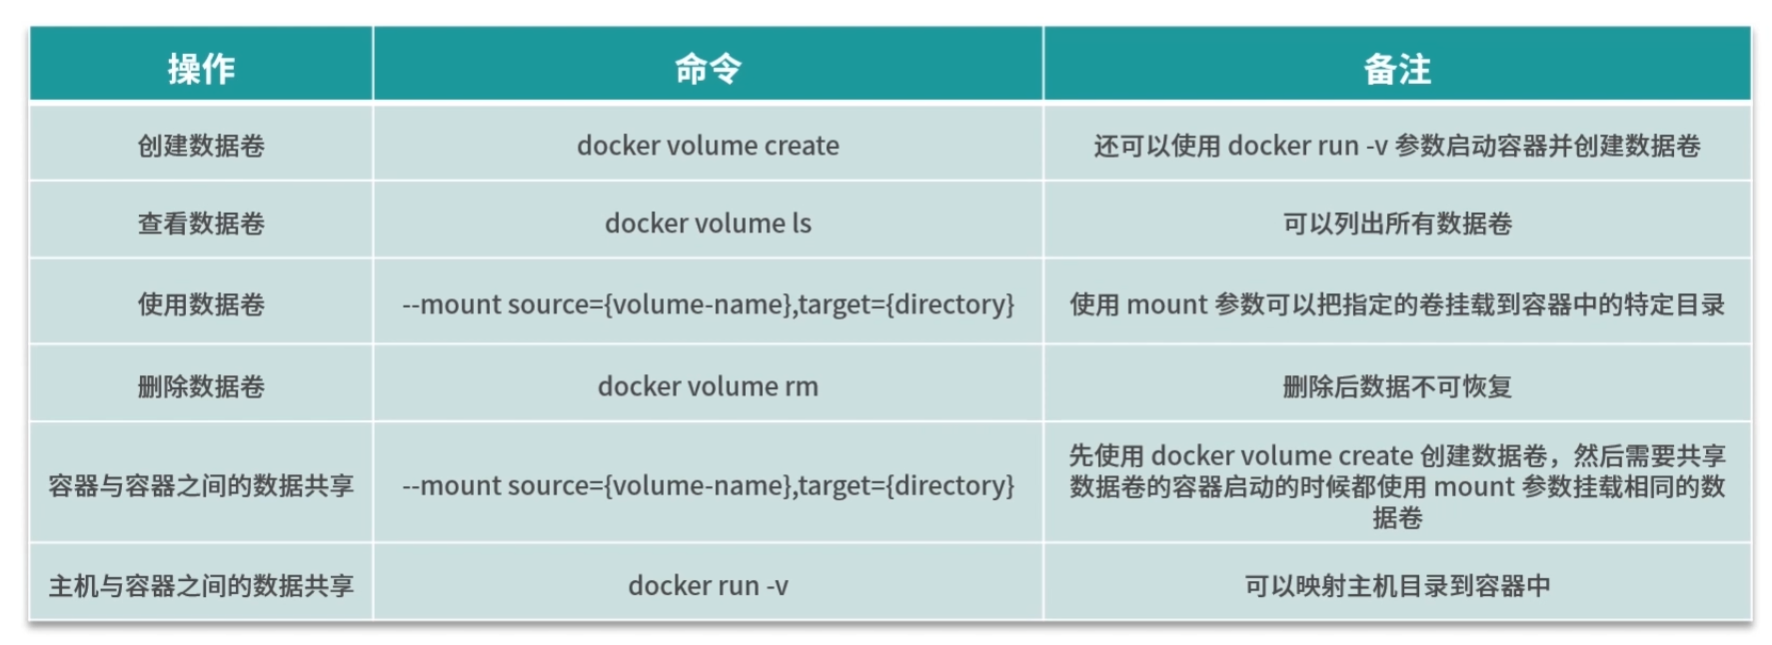 操作 命令 备注
创建数据卷 docker volume create 还可以使用 docker run -v 参数启动容器并创建数据卷
查看数据卷 docker volume ls 可以列出所有数据卷
使用数据卷 --mount source={volume-name},target={directory} 使用 mount 参数可以把指定的卷挂载到容器中的特定目录
删除数据卷 docker volume rm 删除后数据不可恢复
容器与容器之间的数据共享 --mount source={volume-name},target={directory} 先使用 docker volume create 创建数据卷，然后需要共享
数据卷的容器启动的时候都使用 mount 参数挂载相同的数
据卷
主机与容器之间的数据共享 docker run -v 可以映射主机目录到容器中